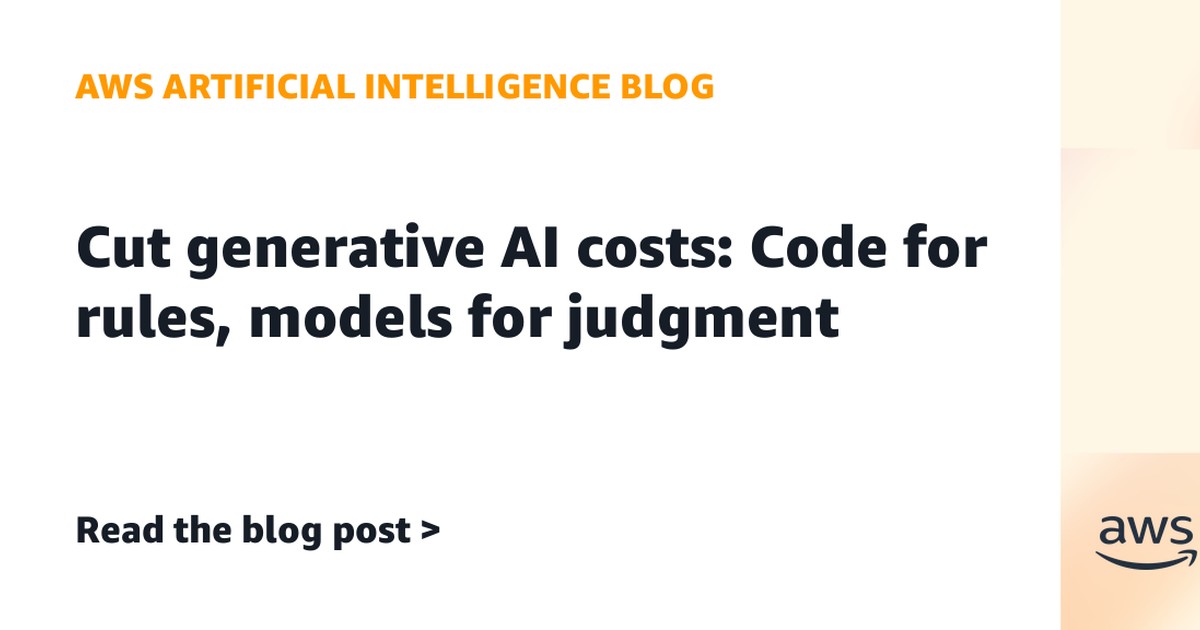 AWS ARTIFICIAL INTELLIGENCE BLOG
Cut generative AI costs: Code for
rules, models for judgment
Read the blog post >
aws